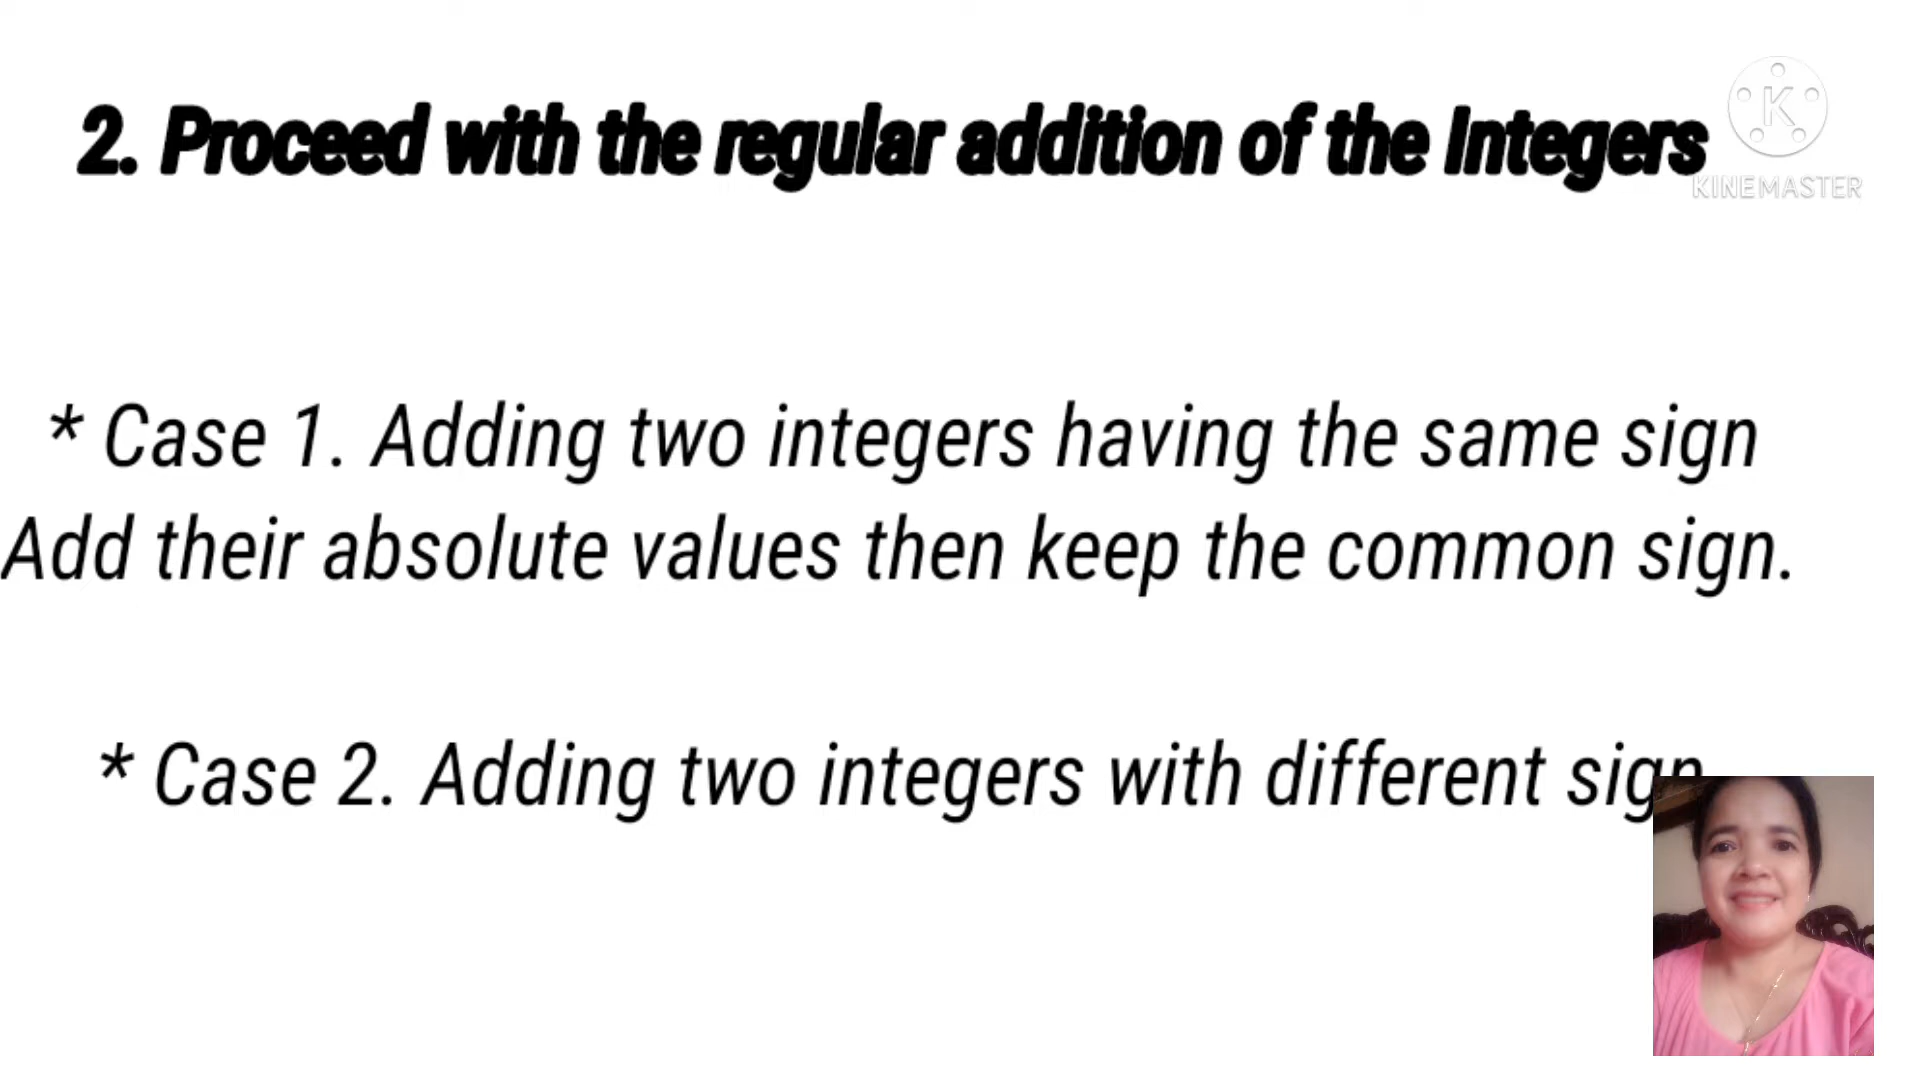 2. Proceed with the regular addition of the Integers
K
KINEMASTER
* Case 1. Adding two integers having the same sign
Add their absolute values then keep the common sign.
* Case 2. Adding two integers with different sign